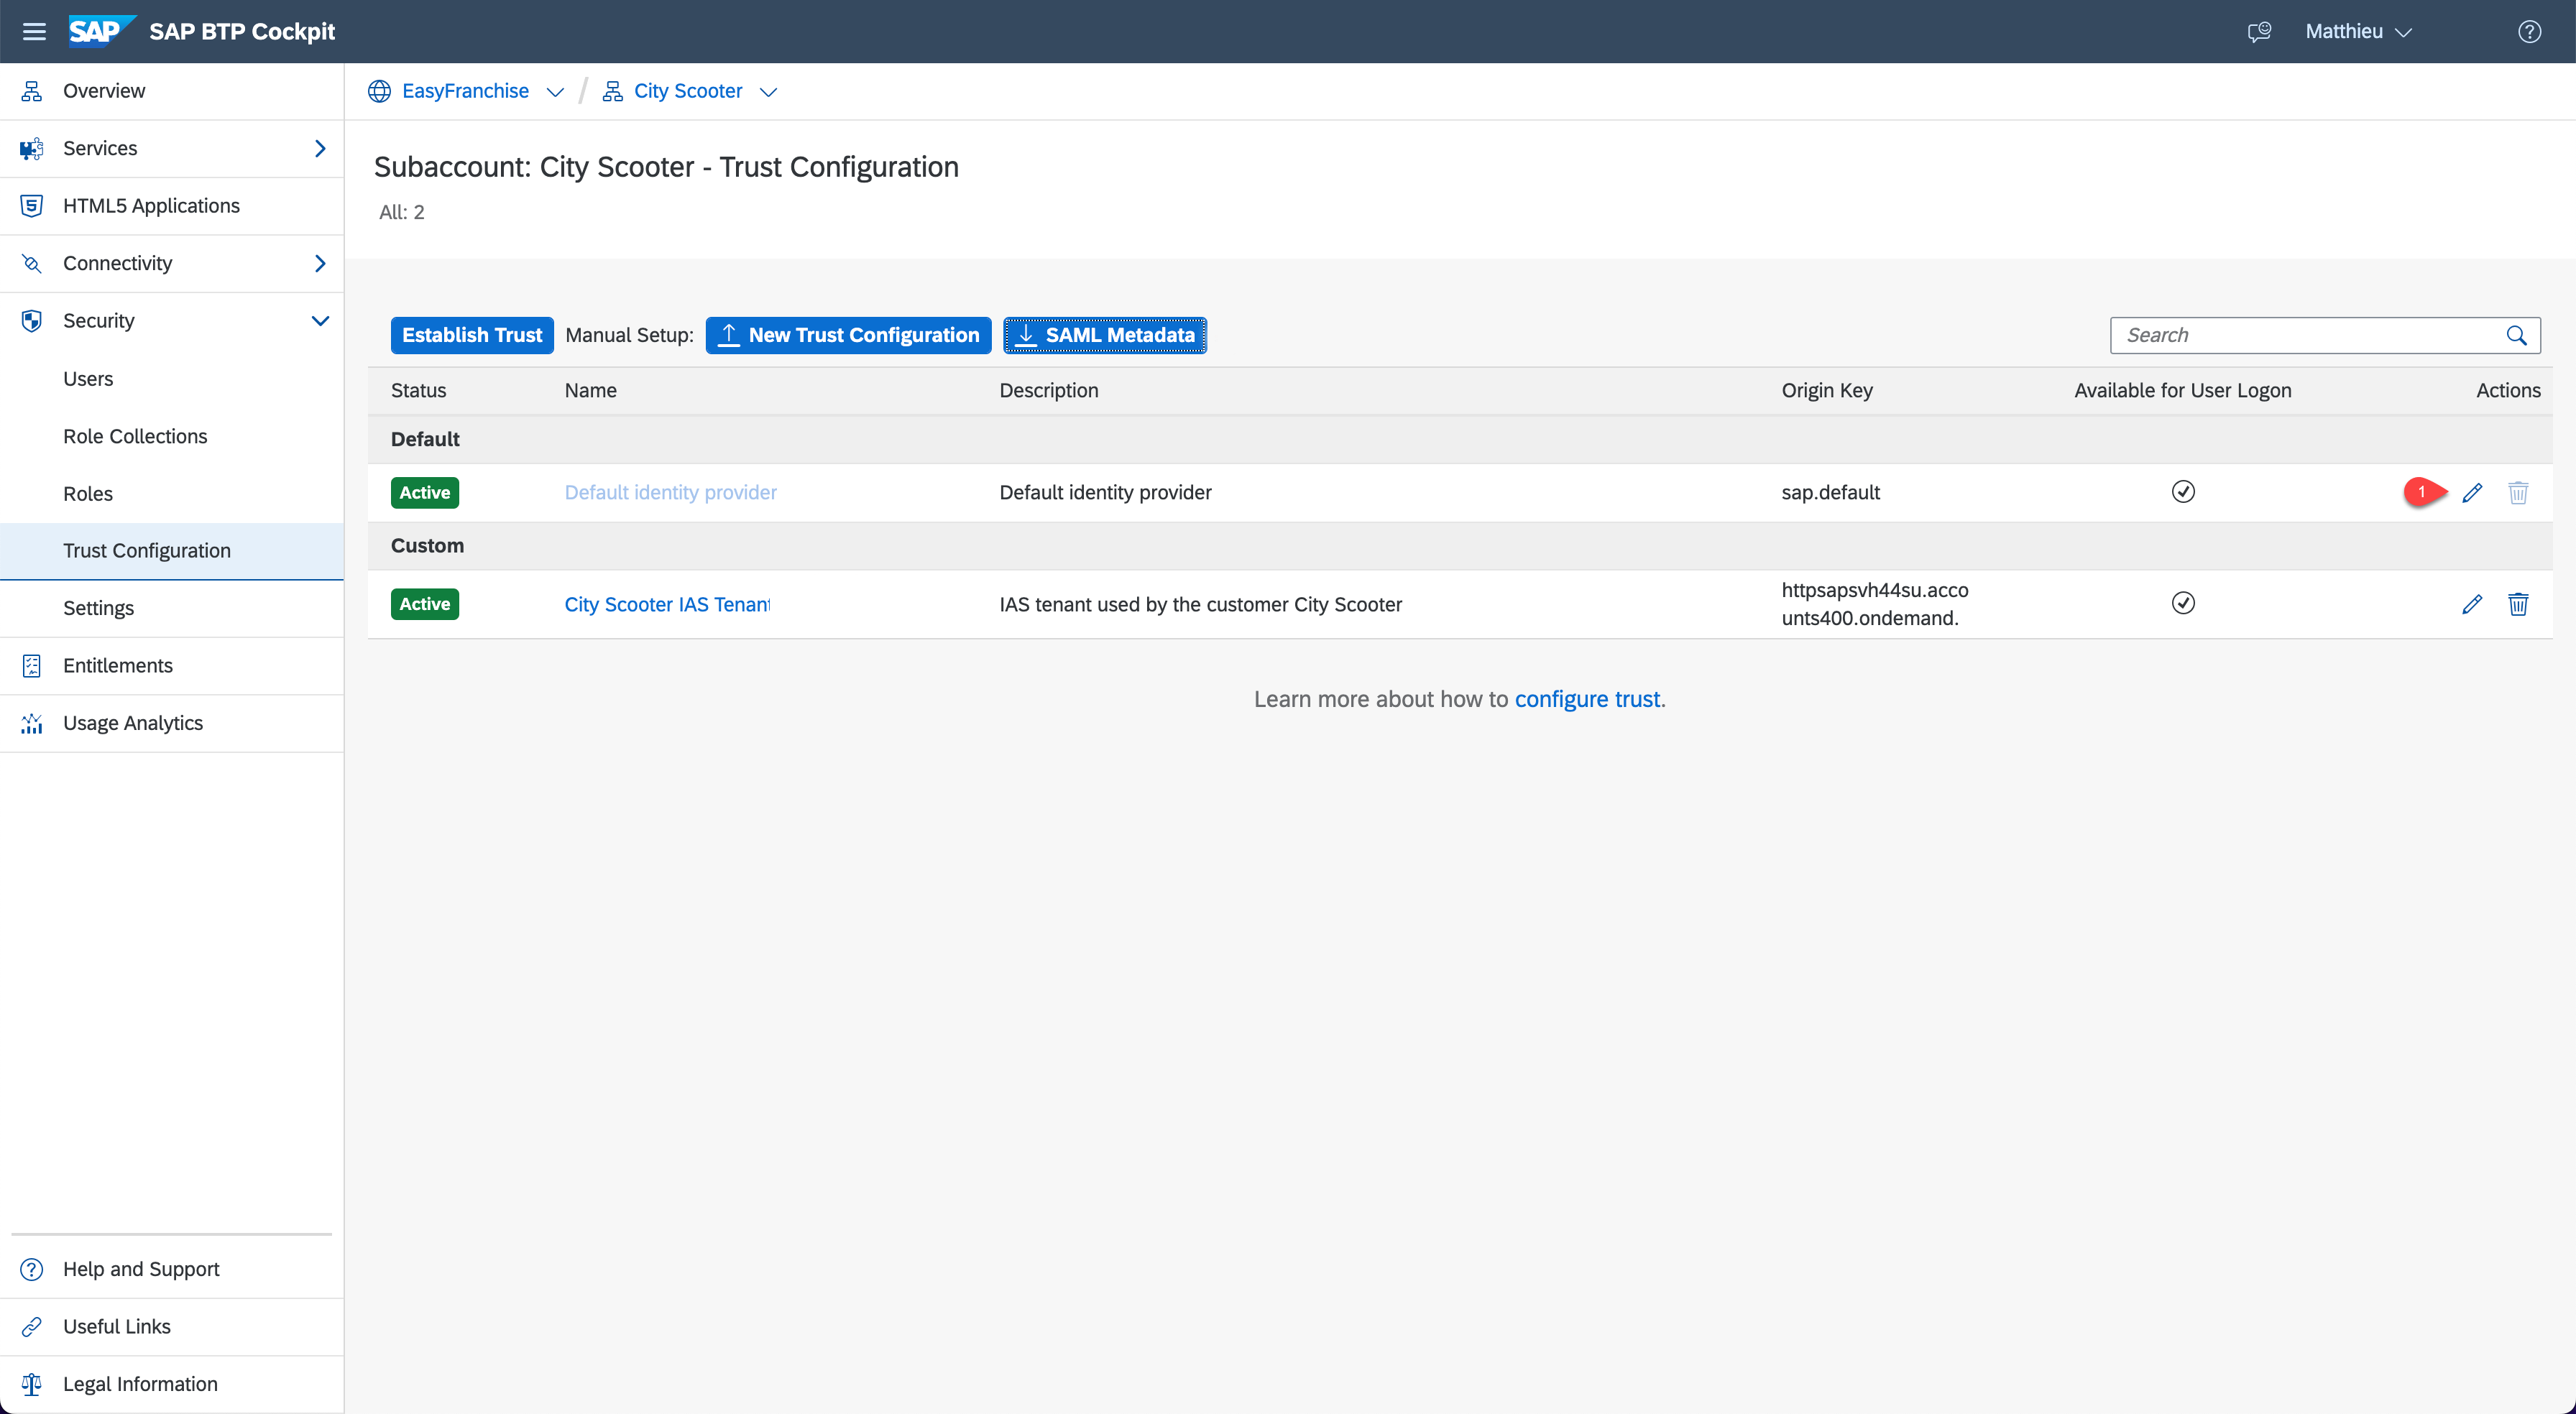 SAP SAP BTP Cockpit
Matthieu
Overview
Services
HTML5 Applications
Connectivity
Security
Users
Role Collections
Roles
Trust Configuration
Settings
Entitlements
Usage Analytics
Help and Support
Useful Links
Legal Information
EasyFranchise / City Scooter
Subaccount: City Scooter - Trust Configuration
All: 2
Establish Trust Manual Setup: New Trust Configuration SAML Metadata Search
Status Name Description Origin Key Available for User Logon Actions
Default
Active Default identity provider Default identity provider sap.default 1
Custom
Active City Scooter IAS Tenant IAS tenant used by the customer City Scooter httpsapsvh44su.acco
unts400.ondemand.
Learn more about how to configure trust.